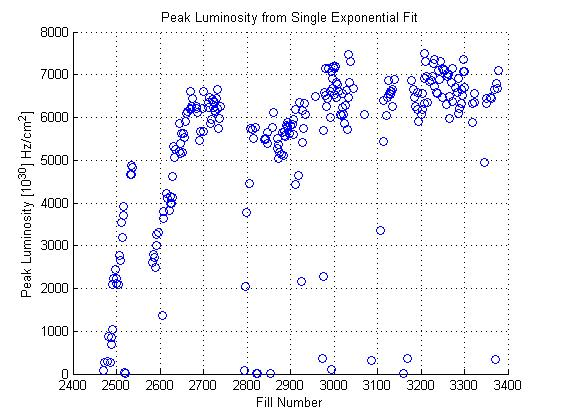 Peak Luminosity from Single Exponential Fit
Peak Luminosity [10^30] Hz/cm^2]
8000
7000
6000
5000
4000
3000
2000
1000
0
2400 2500 2600 2700 2800 2900 3000 3100 3200 3300 3400
Fill Number